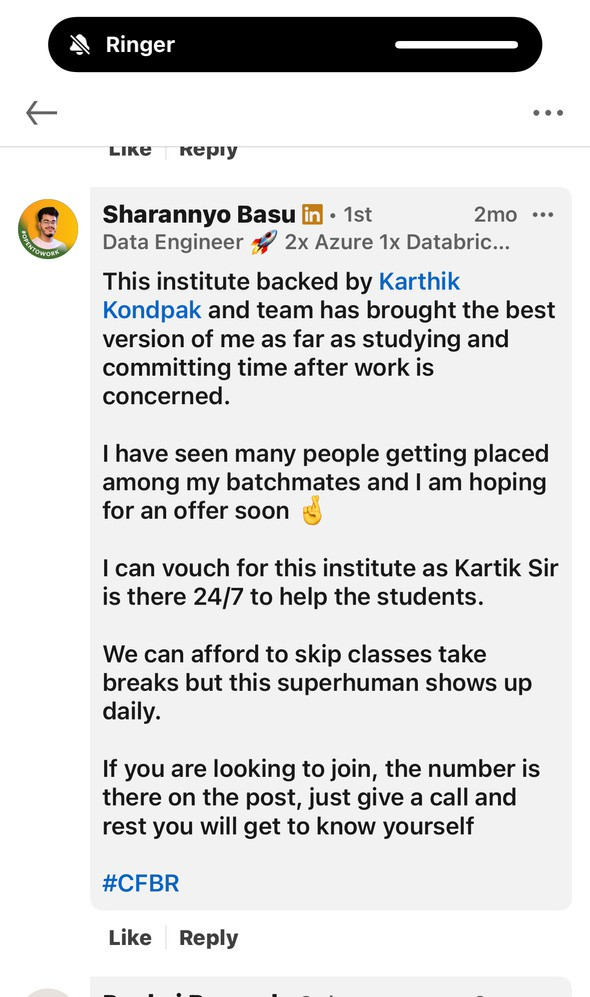 Ringer
Like Reply
Sharannyo Basu in • 1st 2mo •••
Data Engineer 🚀 2x Azure 1x Databric...
#OPENTOWORK
This institute backed by Karthik
Kondpak and team has brought the best
version of me as far as studying and
committing time after work is
concerned.
I have seen many people getting placed
among my batchmates and I am hoping
for an offer soon 🤞
I can vouch for this institute as Kartik Sir
is there 24/7 to help the students.
We can afford to skip classes take
breaks but this superhuman shows up
daily.
If you are looking to join, the number is
there on the post, just give a call and
rest you will get to know yourself
#CFBR
Like Reply